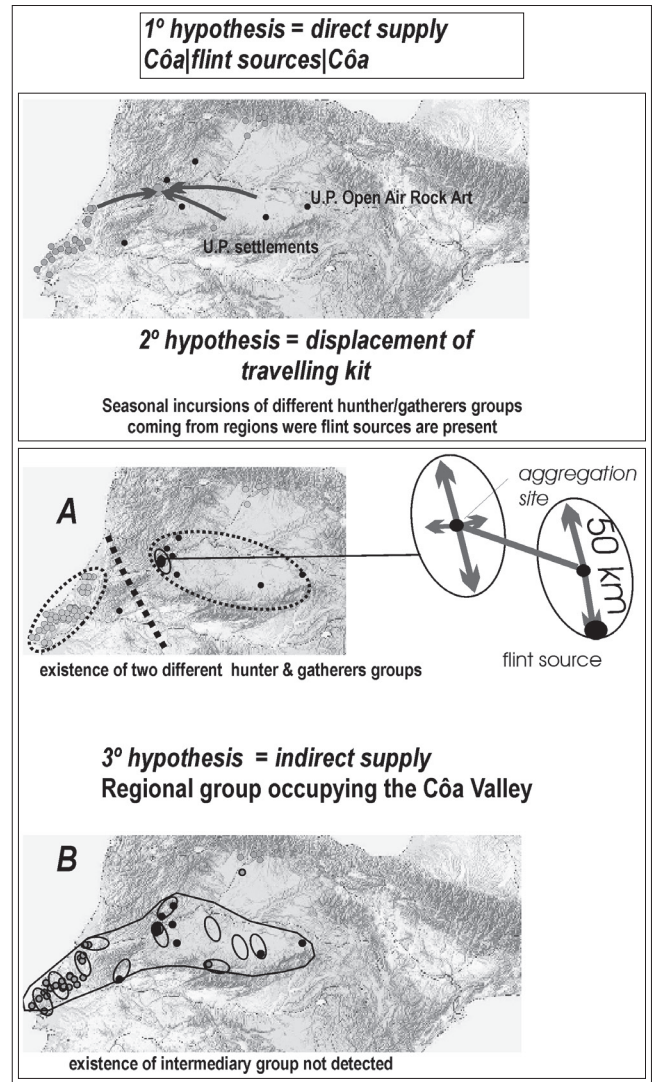 1º hypothesis = direct supply
Côa|flint sources|Côa
U.P. Open Air Rock Art
U.P. settlements
2º hypothesis = displacement of
travelling kit
Seasonal incursions of different hunther/gatherers groups
coming from regions were flint sources are present
A
aggregation
site
50 km
flint source
existence of two different hunter & gatherers groups
3º hypothesis = indirect supply
Regional group occupying the Côa Valley
B
existence of intermediary group not detected